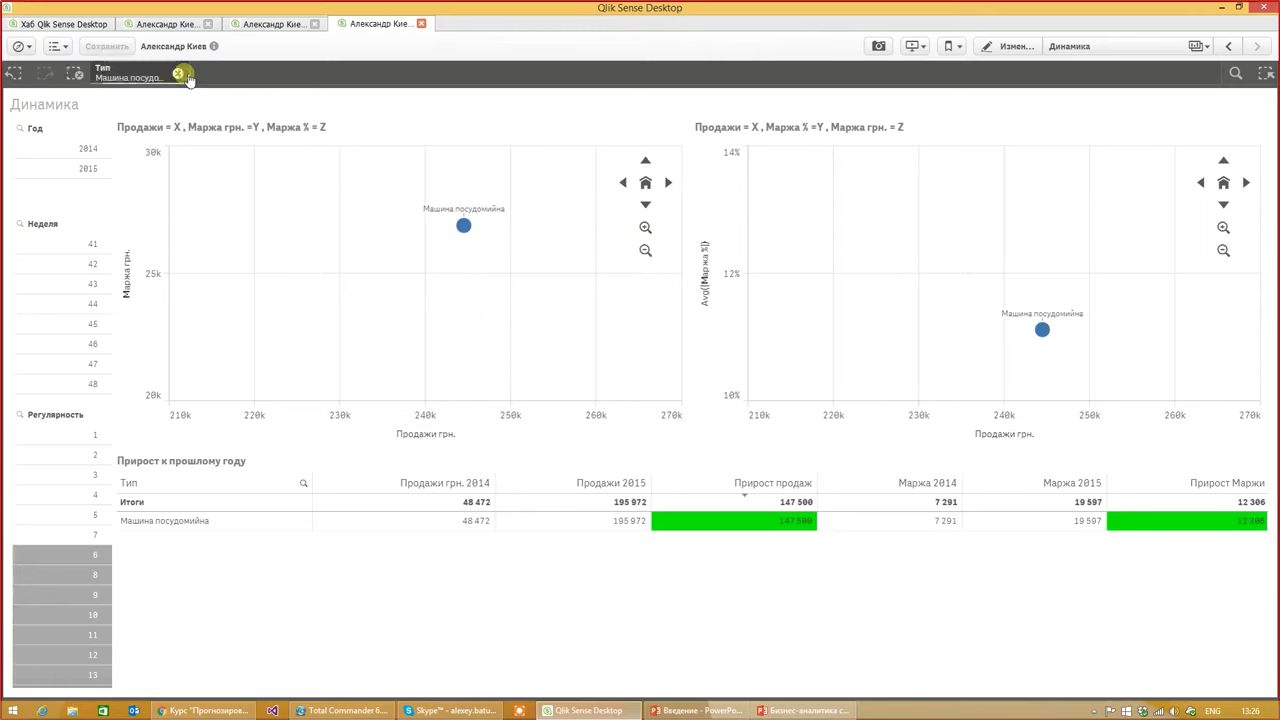 Qlik Sense Desktop
Хаб Qlik Sense Desktop
Александр Кие...
Александр Кие...
Александр Кие...
Сохранить
Александр Киев
Измен...
Динамика
Тип
Машина посудо...
Динамика
Год
2014
2015
Неделя
41
42
43
44
45
46
47
48
Регулярность
1
2
3
4
5
7
6
8
9
10
11
12
13
Продажи = X , Маржа грн. =Y , Маржа % = Z
30k
25k
20k
Маржа грн.
Машина посудомийна
210k 220k 230k 240k 250k 260k 270k
Продажи грн.
Продажи = X , Маржа % =Y , Маржа грн. = Z
14%
12%
10%
Avg([Маржа %])
Машина посудомийна
210k 220k 230k 240k 250k 260k 270k
Продажи грн.
Прирост к прошлому году
Тип Продажи грн. 2014 Продажи 2015 Прирост продаж Маржа 2014 Маржа 2015 Прирост Маржи
Итоги 48 472 195 972 147 500 7 291 19 597 12 306
Машина посудомийна 48 472 195 972 147 500 7 291 19 597 12 306
Курс "Прогнозиров...
Total Commander 6....
Skype™ - alexey.batu...
Qlik Sense Desktop
Введение - PowerPo...
Бизнес-аналитика с...
ENG
13:26